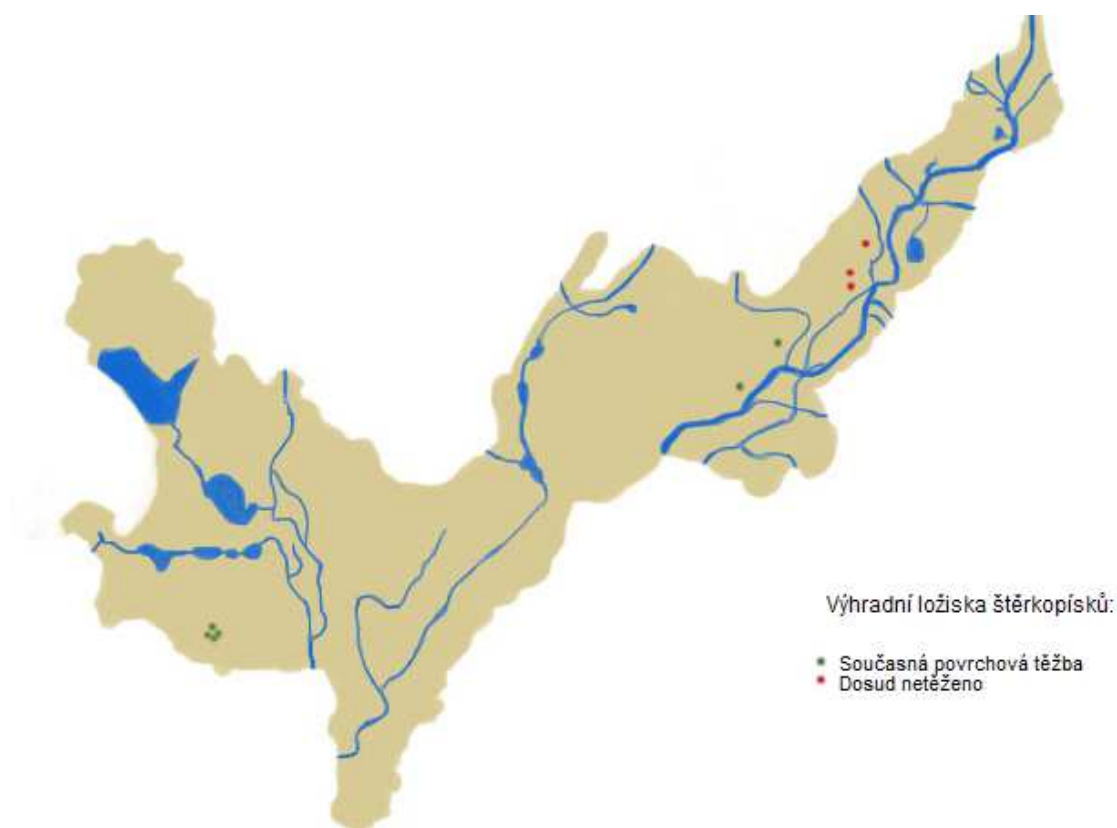 Výhradní ložiska štěrkopísků:
Současná povrchová těžba
Dosud netěženo